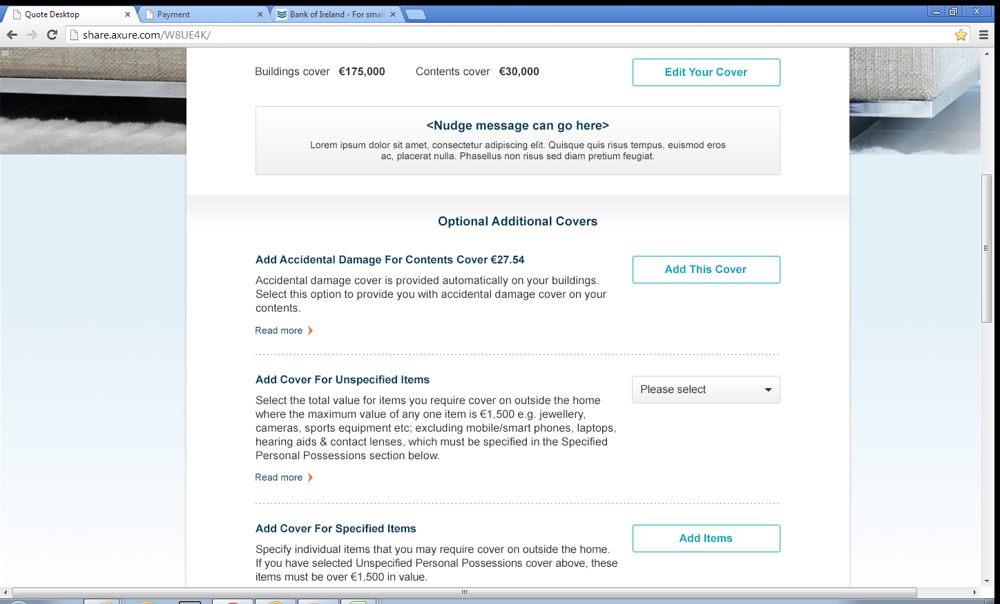 Quote Desktop
Payment
Bank of Ireland - For smal
share.axure.com/W8UE4K/
Buildings cover €175,000 Contents cover €30,000
Edit Your Cover
<Nudge message can go here>
Lorem ipsum dolor sit amet, consectetur adipiscing elit. Quisque quis risus tempus, euismod eros
ac, placerat nulla. Phasellus non risus sed diam pretium feugiat.
Optional Additional Covers
Add Accidental Damage For Contents Cover €27.54
Add This Cover
Accidental damage cover is provided automatically on your buildings.
Select this option to provide you with accidental damage cover on your
contents.
Read more
Add Cover For Unspecified Items
Please select
Select the total value for items you require cover on outside the home
where the maximum value of any one item is €1,500 e.g. jewellery,
cameras, sports equipment etc; excluding mobile/smart phones, laptops,
hearing aids & contact lenses, which must be specified in the Specified
Personal Possessions section below.
Read more
Add Cover For Specified Items
Add Items
Specify individual items that you may require cover on outside the home.
If you have selected Unspecified Personal Possessions cover above, these
items must be over €1,500 in value.